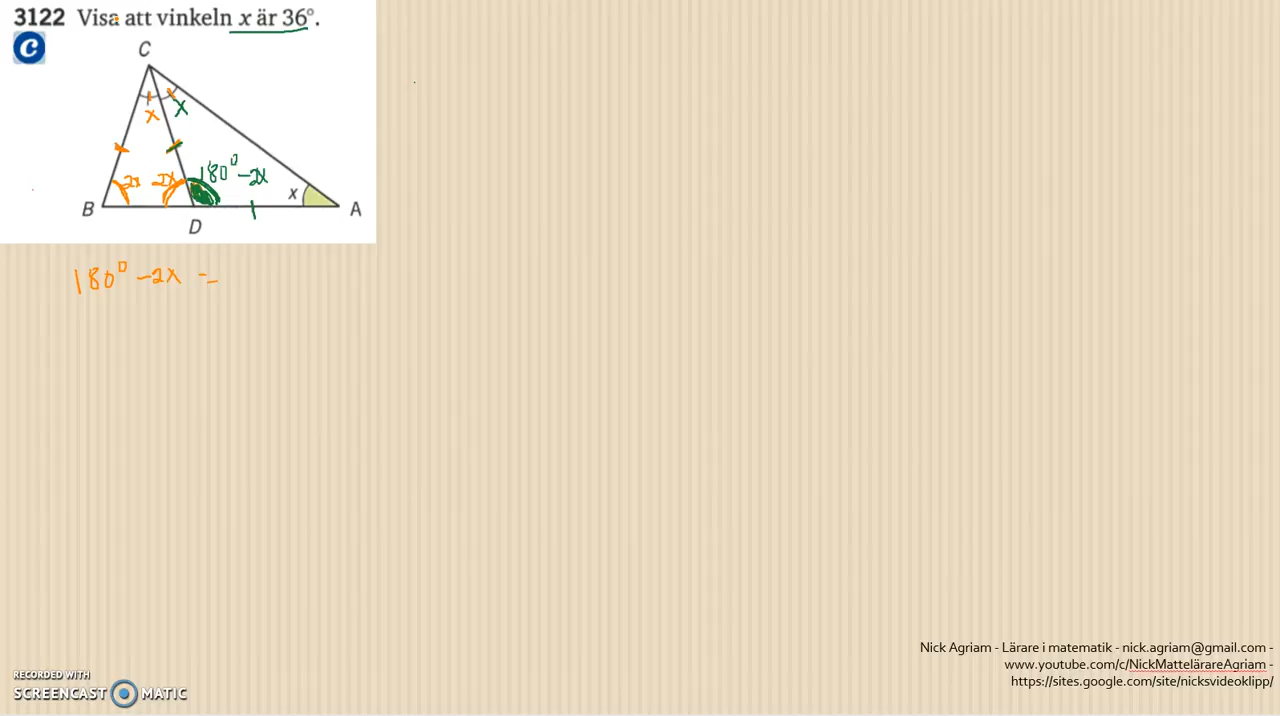 3122 Visa att vinkeln x är 36°.
C
C
x x
180° -2x
2x 2x
x
B
A
D
180° -2x =
Nick Agriam - Lärare i matematik - nick.agriam@gmail.com -
www.youtube.com/c/NickMattelärareAgriam -
https://sites.google.com/site/nicksvideoklipp/
RECORDED WITH
SCREENCAST MATIC